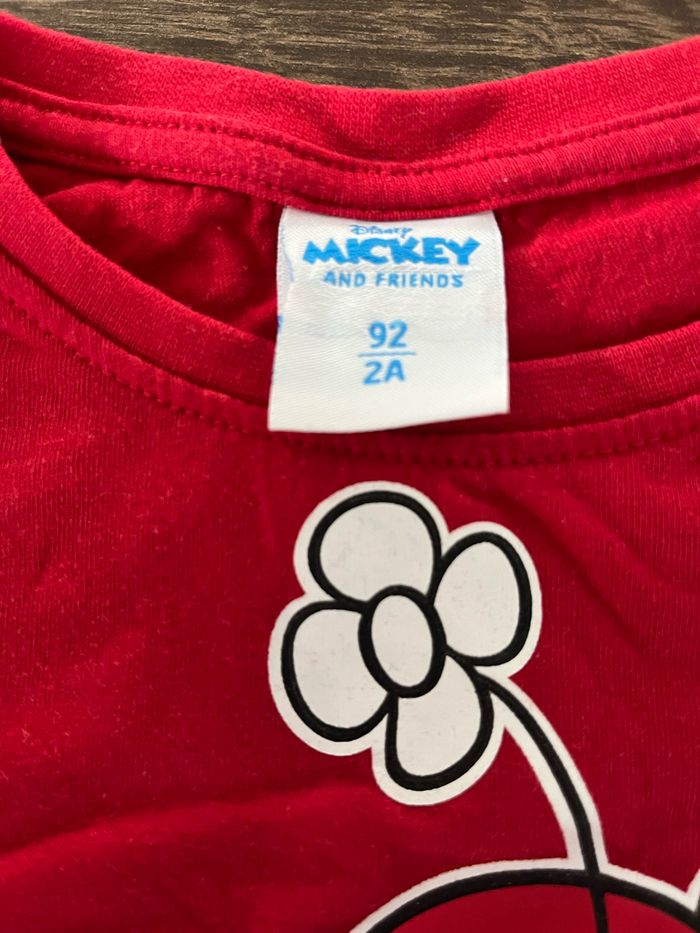 Disney
MICKEY
AND FRIENDS
92
2A